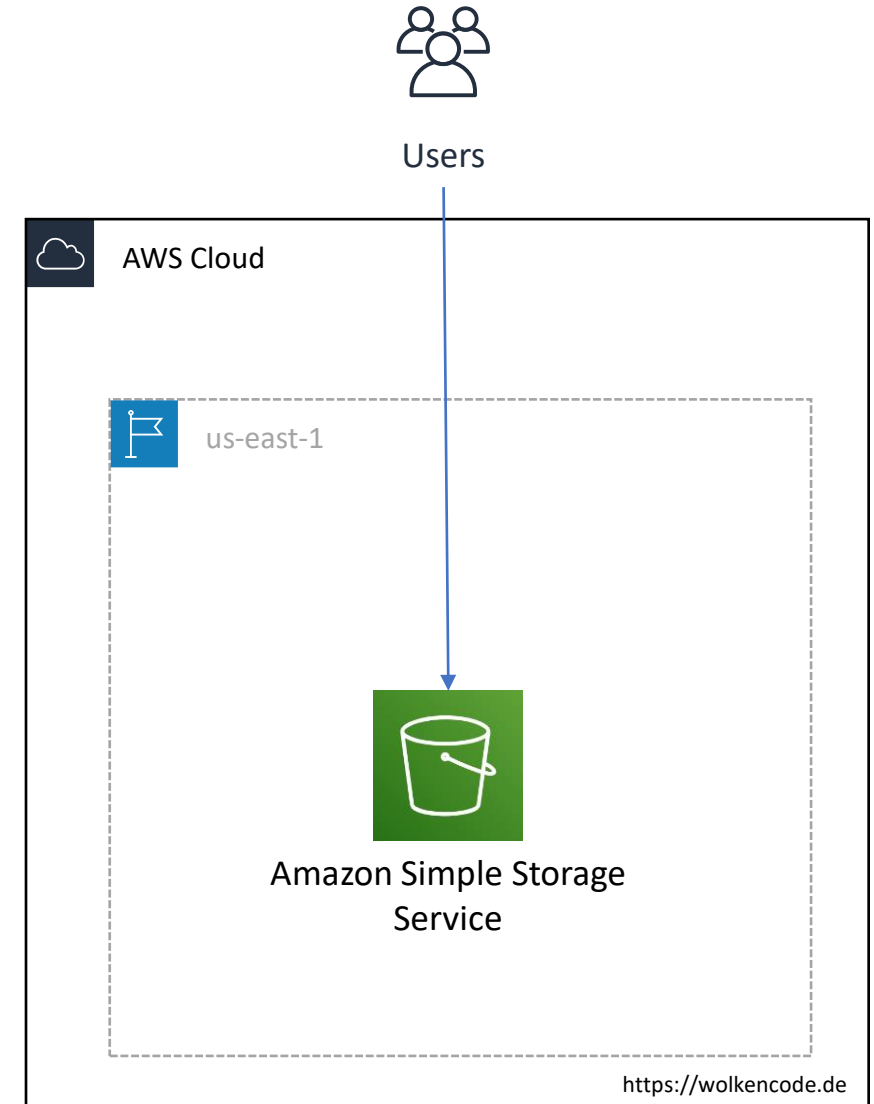 Users
AWS Cloud
us-east-1
Amazon Simple Storage
Service
https://wolkencode.de